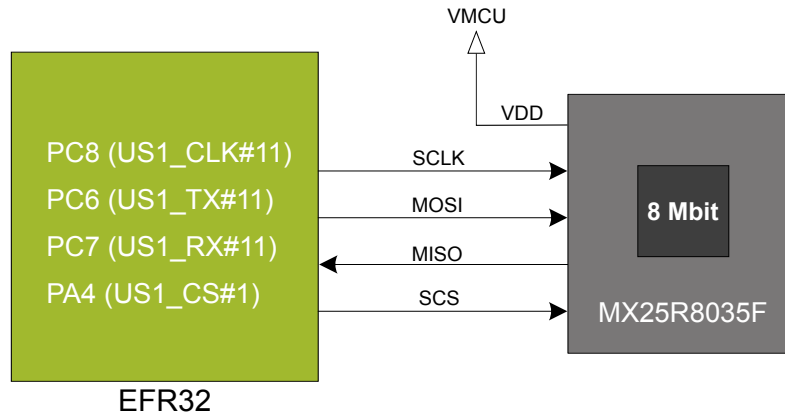 VMCU
VDD
PC8 (US1_CLK#11)
SCLK
PC6 (US1_TX#11)
MOSI
8 Mbit
PC7 (US1_RX#11)
MISO
PA4 (US1_CS#1)
SCS
MX25R8035F
EFR32